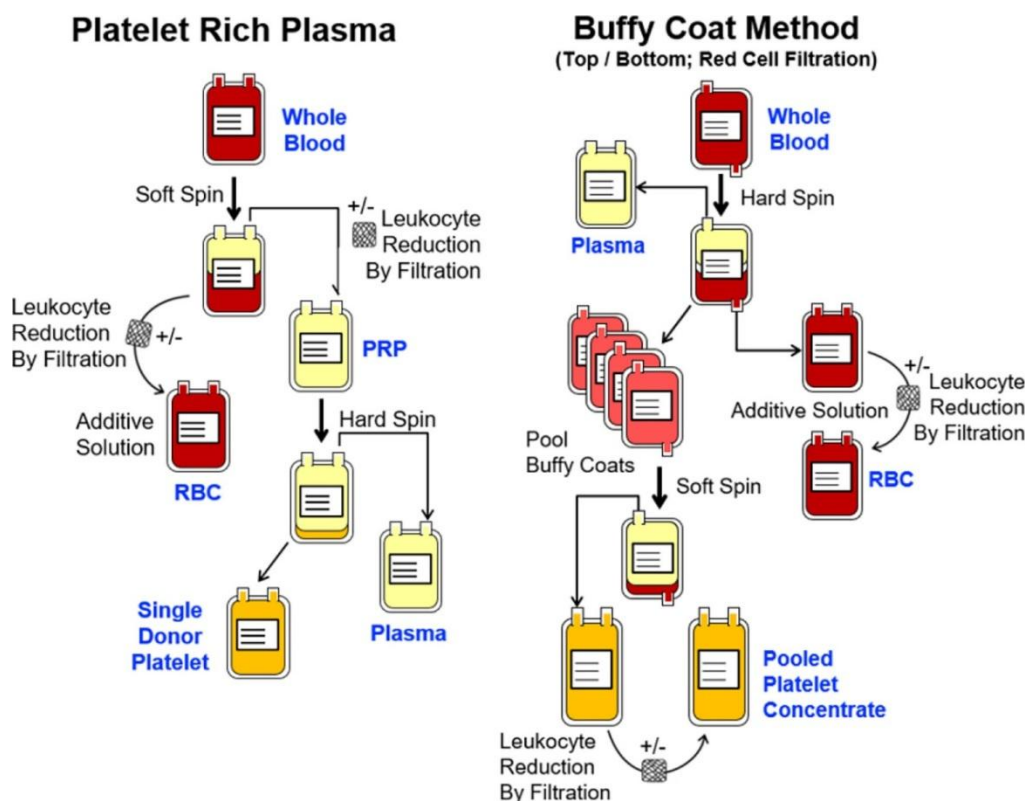 Platelet Rich Plasma
Whole
Blood
Soft Spin
+/-
Leukocyte
Reduction
By Filtration
Leukocyte
Reduction
By Filtration
+/-
PRP
Additive
Solution
RBC
Hard Spin
Single
Donor
Platelet
Plasma
Buffy Coat Method
(Top / Bottom; Red Cell Filtration)
Whole
Blood
Hard Spin
Plasma
+/-
Leukocyte
Reduction
By Filtration
Additive Solution
RBC
Pool
Buffy Coats
Soft Spin
Pooled
Platelet
Concentrate
Leukocyte
Reduction
By Filtration
+/-